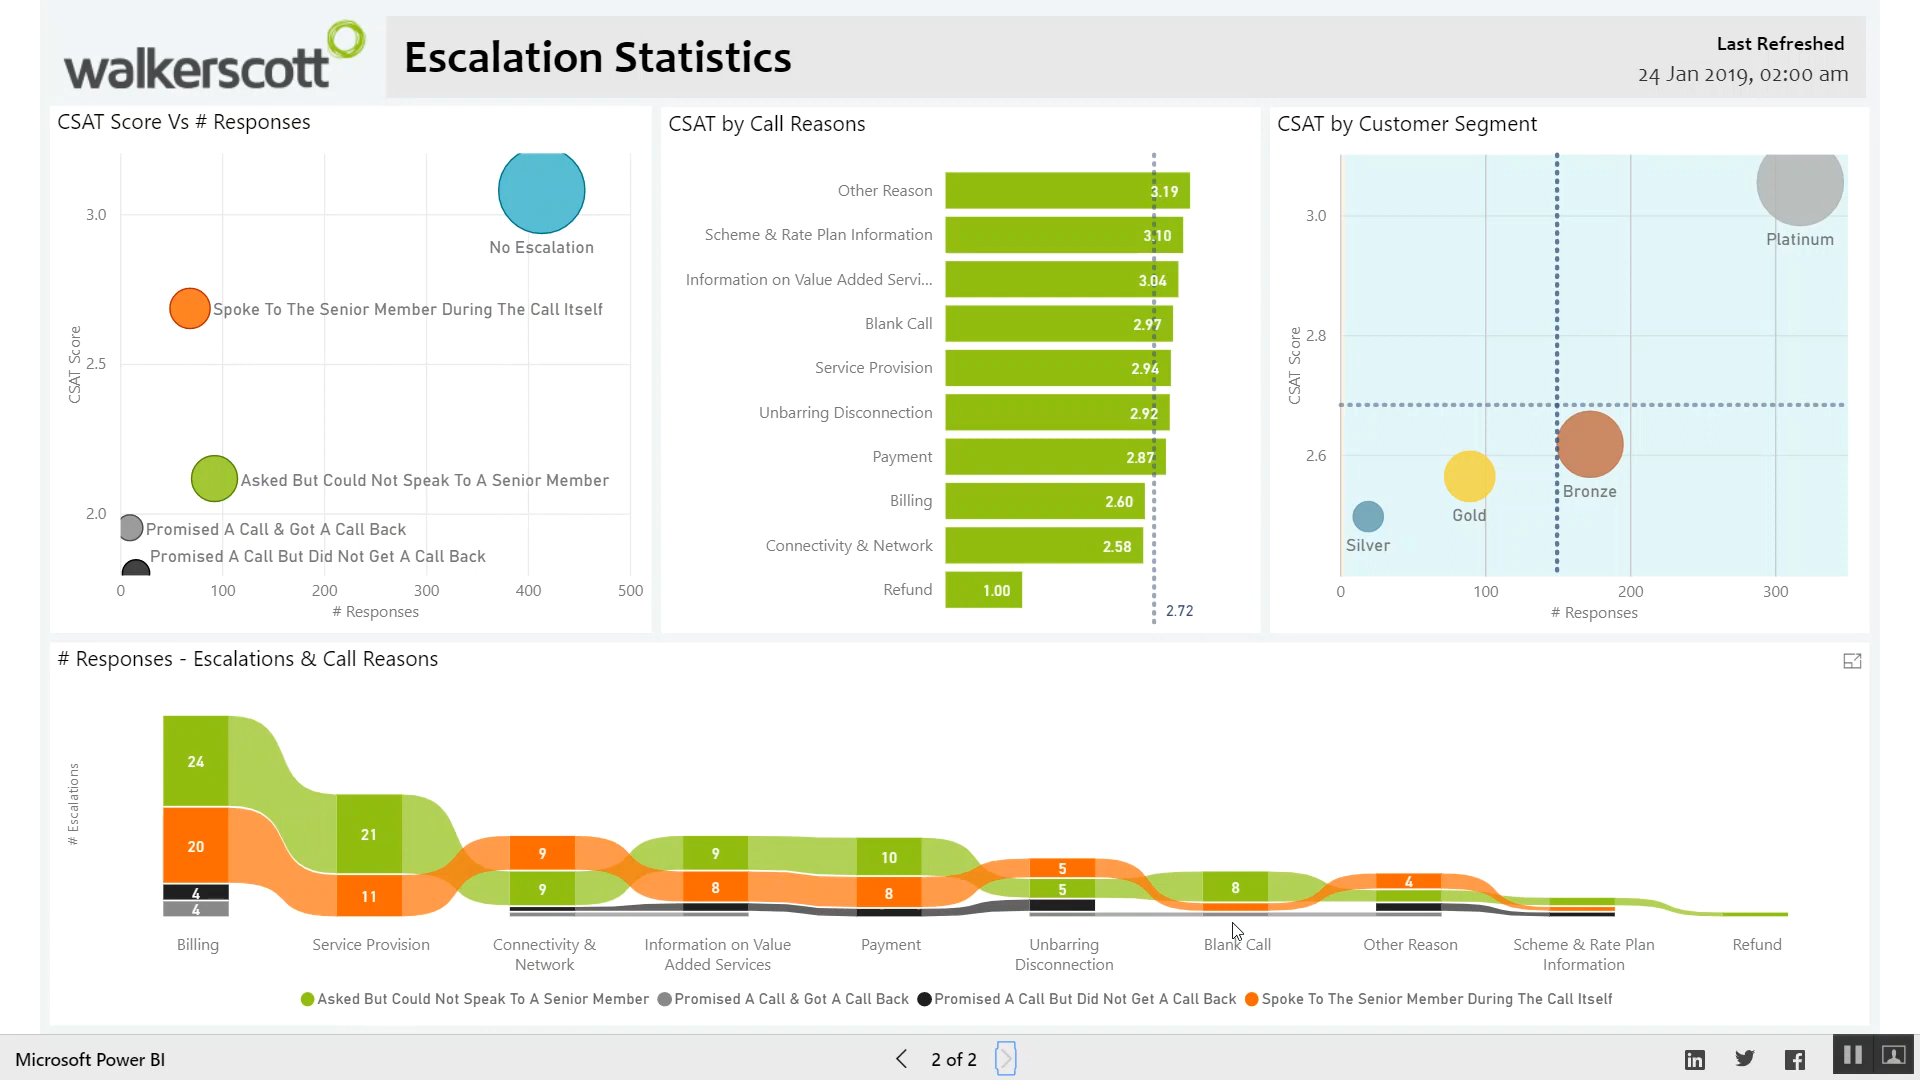 walkerscott
Escalation Statistics
Last Refreshed
24 Jan 2019, 02:00 am
CSAT Score Vs # Responses
CSAT Score
3.0
2.5
2.0
No Escalation
Spoke To The Senior Member During The Call Itself
Asked But Could Not Speak To A Senior Member
Promised A Call & Got A Call Back
Promised A Call But Did Not Get A Call Back
0 100 200 300 400 500
# Responses
CSAT by Call Reasons
Other Reason 3.19
Scheme & Rate Plan Information 3.10
Information on Value Added Servi... 3.04
Blank Call 2.97
Service Provision 2.94
Unbarring Disconnection 2.92
Payment 2.87
Billing 2.60
Connectivity & Network 2.58
Refund 1.00
2.72
CSAT by Customer Segment
CSAT Score
3.0
2.8
2.6
Platinum
Bronze
Gold
Silver
0 100 200 300
# Responses
# Responses - Escalations & Call Reasons
# Escalations
24
20
4
4
21
11
9
9
9
8
10
8
5
5
8
4
Billing
Service Provision
Connectivity &
Network
Information on Value
Added Services
Payment
Unbarring
Disconnection
Blank Call
Other Reason
Scheme & Rate Plan
Information
Refund
Asked But Could Not Speak To A Senior Member Promised A Call & Got A Call Back Promised A Call But Did Not Get A Call Back Spoke To The Senior Member During The Call Itself
Microsoft Power BI
2 of 2